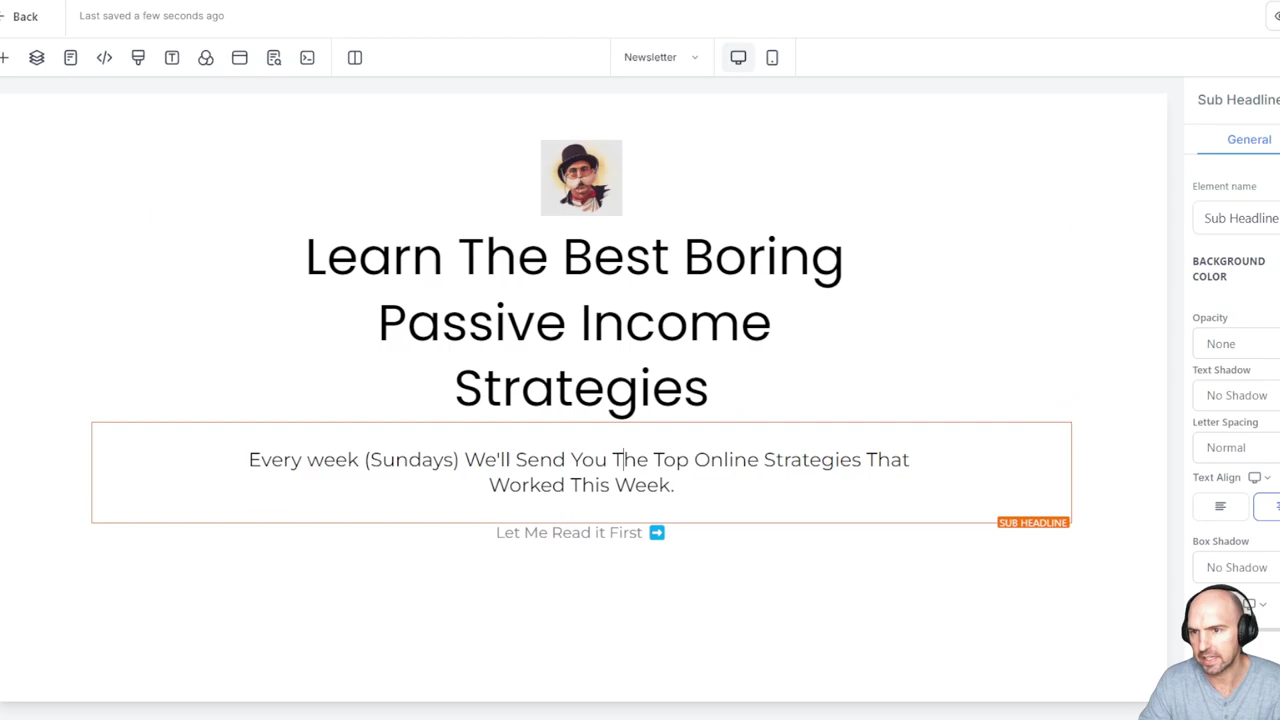 Back
Last saved a few seconds ago
Newsletter
Sub Headline
General
Learn The Best Boring
Passive Income
Strategies
Every week (Sundays) We'll Send You The Top Online Strategies That
Worked This Week.
SUB HEADLINE
Let Me Read it First ➡️
Element name
Sub Headline
BACKGROUND
COLOR
Opacity
None
Text Shadow
No Shadow
Letter Spacing
Normal
Text Align
Box Shadow
No Shadow